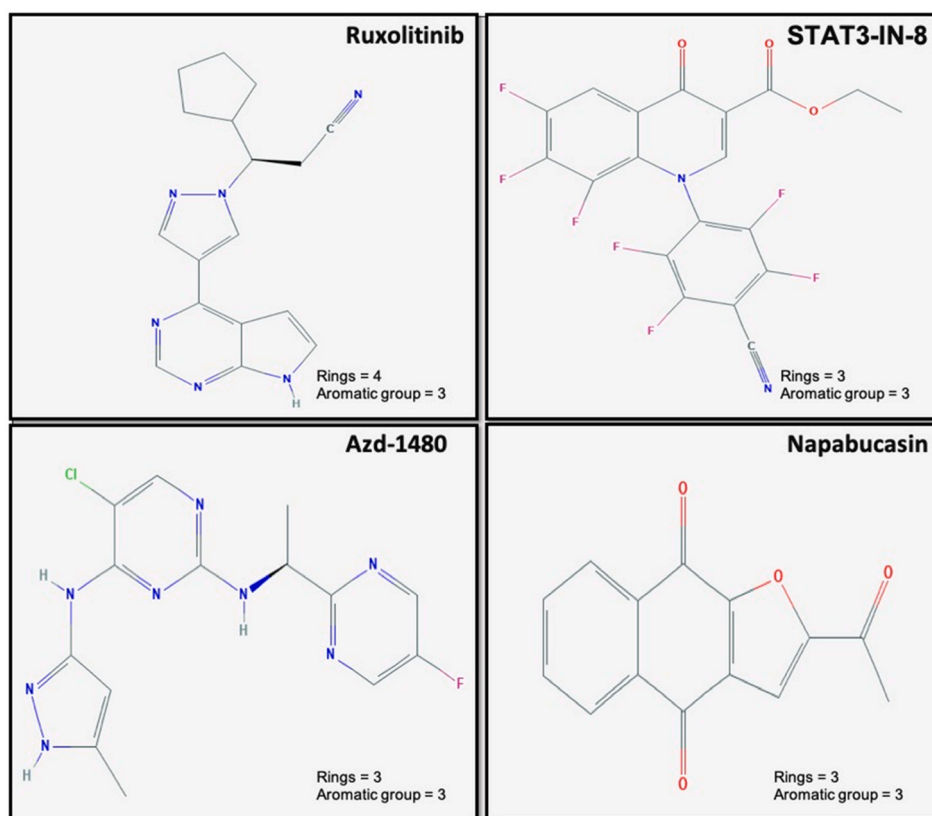 Ruxolitinib
N
C
N
N
N
N
N
H
Rings = 4
Aromatic group = 3
STAT3-IN-8
O
O
F
O
F
N
F
F
F
F
F
C
N
Rings = 3
Aromatic group = 3
Azd-1480
Cl
N
N
H
N
N
N
H
N
N
F
N
N
H
Rings = 3
Aromatic group = 3
Napabucasin
O
O
O
O
Rings = 3
Aromatic group = 3